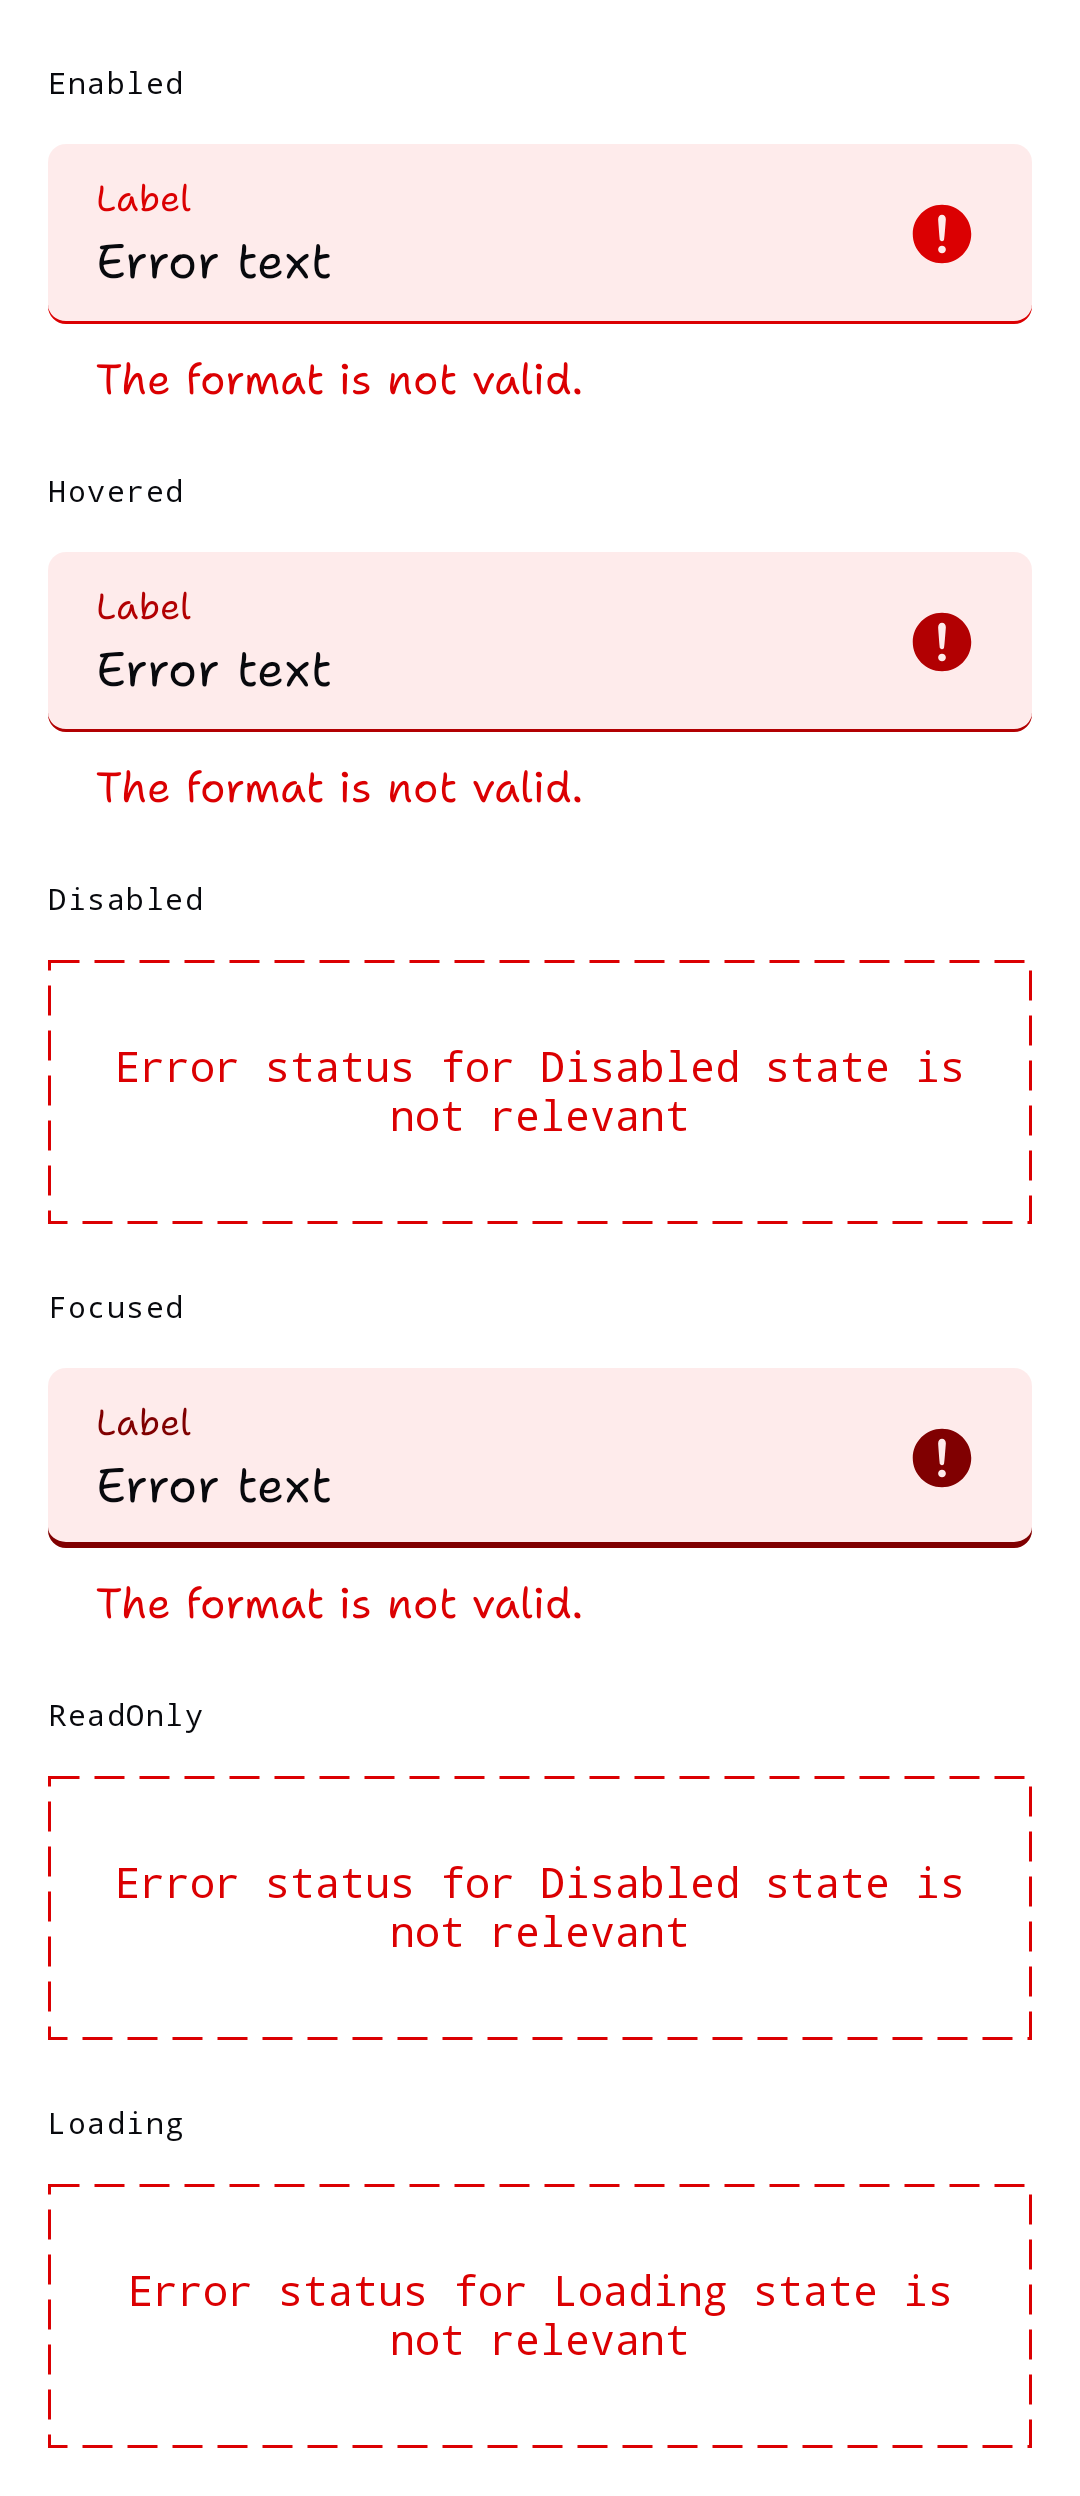 Enabled
Label
Error text
The format is not valid.
Hovered
Label
Error text
The format is not valid.
Disabled
Error status for Disabled state is
not relevant
Focused
Label
Error text
The format is not valid.
ReadOnly
Error status for Disabled state is
not relevant
Loading
Error status for Loading state is
not relevant